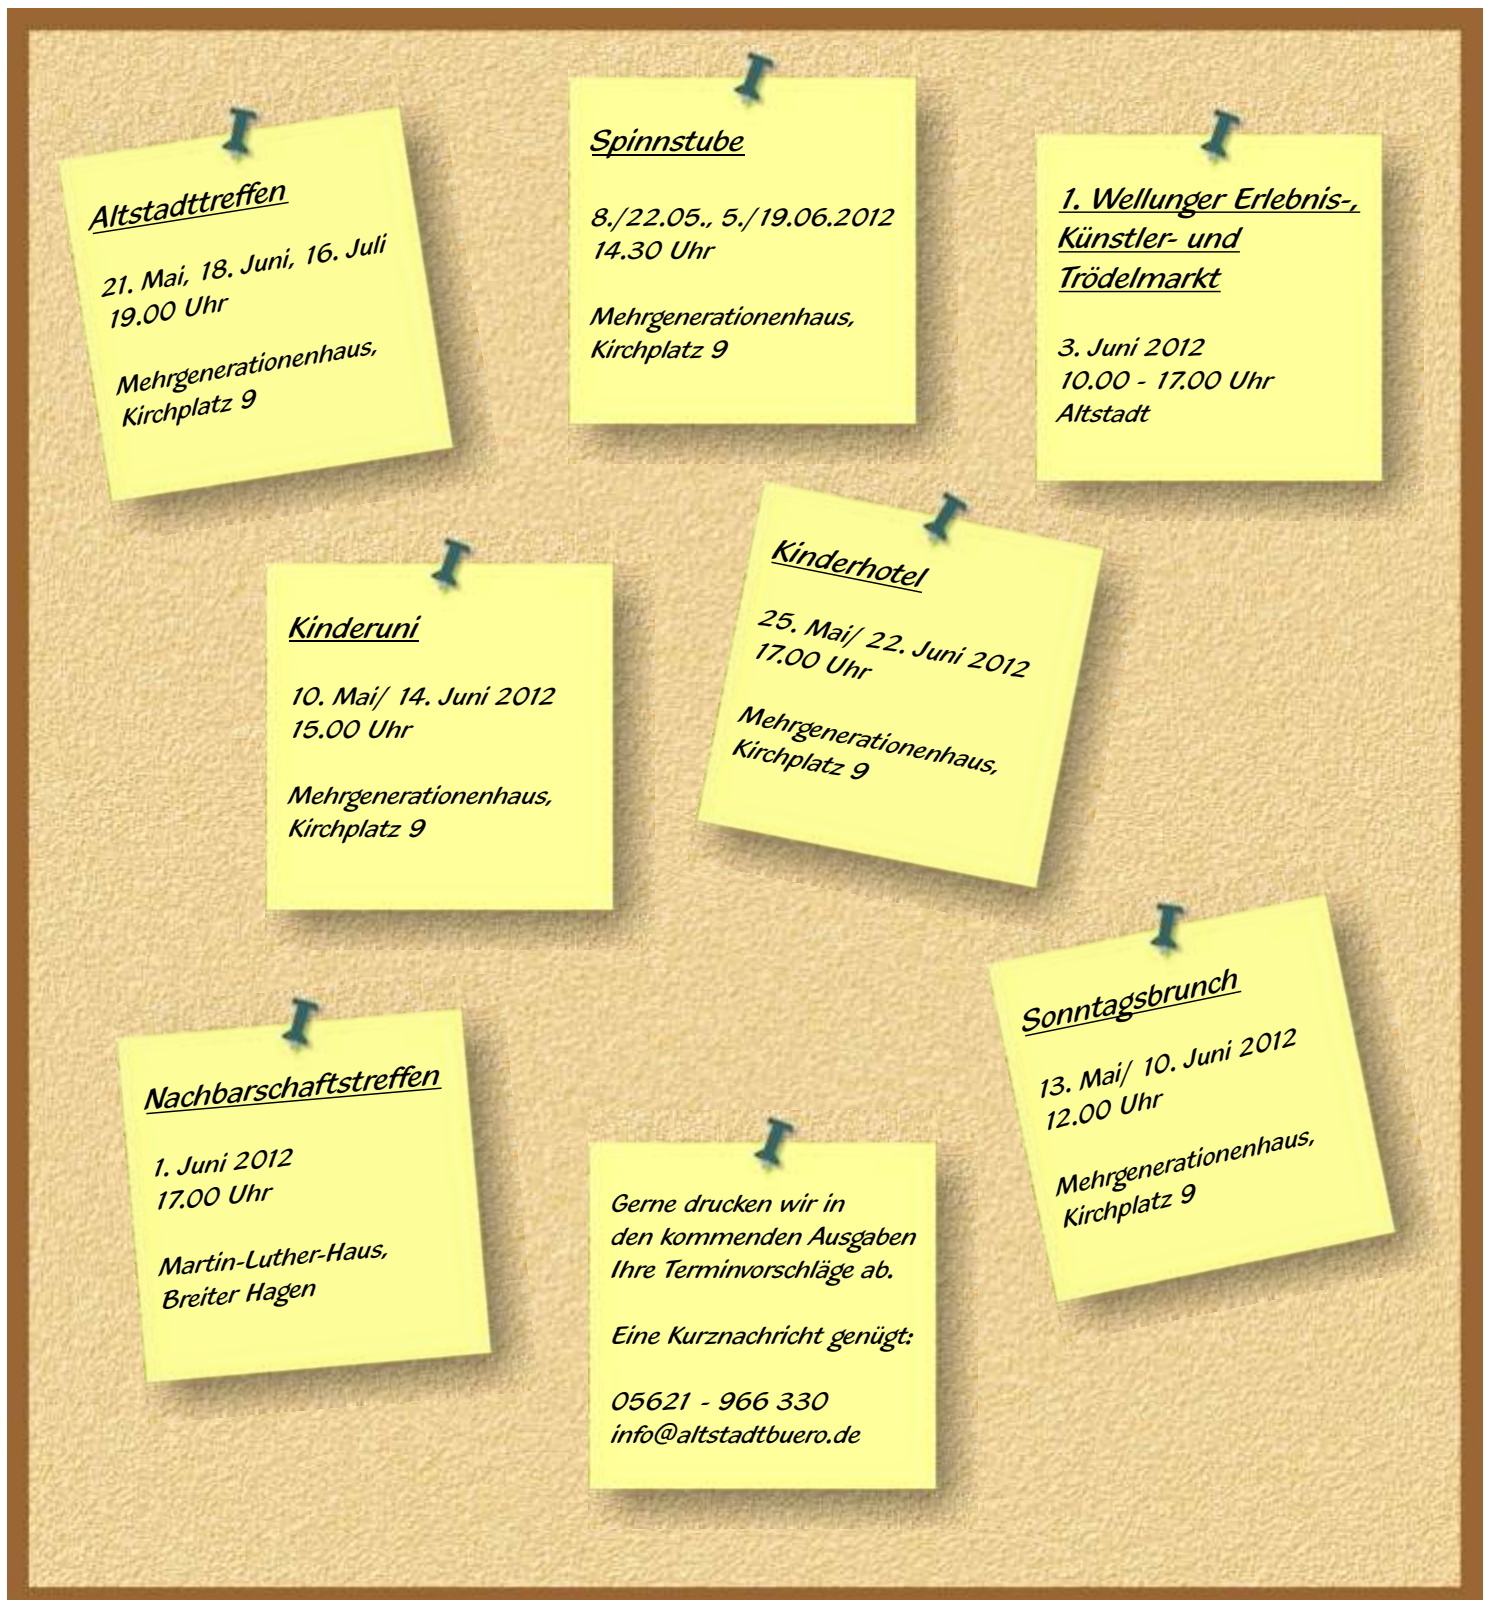 Altstadttreffen
21. Mai, 18. Juni, 16. Juli
19.00 Uhr
Mehrgenerationenhaus,
Kirchplatz 9
Spinnstube
8./22.05., 5./19.06.2012
14.30 Uhr
Mehrgenerationenhaus,
Kirchplatz 9
1. Wellunger Erlebnis-,
Künstler- und
Trödelmarkt
3. Juni 2012
10.00 - 17.00 Uhr
Altstadt
Kinderuni
10. Mai/ 14. Juni 2012
15.00 Uhr
Mehrgenerationenhaus,
Kirchplatz 9
Kinderhotel
25. Mai/ 22. Juni 2012
17.00 Uhr
Mehrgenerationenhaus,
Kirchplatz 9
Nachbarschaftstreffen
1. Juni 2012
17.00 Uhr
Martin-Luther-Haus,
Breiter Hagen
Gerne drucken wir in
den kommenden Ausgaben
Ihre Terminvorschläge ab.
Eine Kurznachricht genügt:
05621 - 966 330
info@altstadtbuero.de
Sonntagsbrunch
13. Mai/ 10. Juni 2012
12.00 Uhr
Mehrgenerationenhaus,
Kirchplatz 9